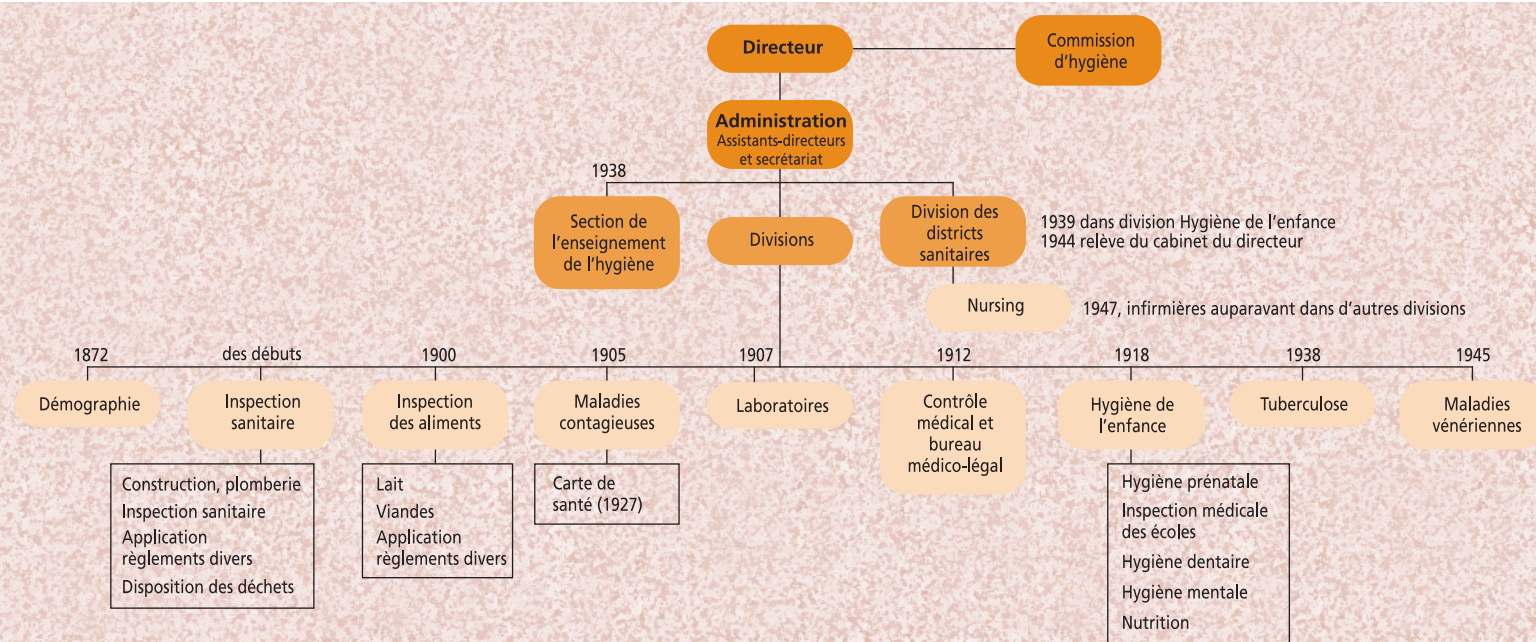 Directeur
Commission
d'hygiène
Administration
Assistants-directeurs
et secrétariat
1938
Section de
l'enseignement
de l'hygiène
Divisions
Division des
districts
sanitaires
1939 dans division Hygiène de l'enfance
1944 relève du cabinet du directeur
Nursing
1947, infirmières auparavant dans d'autres divisions
1872
des débuts
1900
1905
1907
1912
1918
1938
1945
Démographie
Inspection
sanitaire
Inspection
des aliments
Maladies
contagieuses
Laboratoires
Contrôle
médical et
bureau
médico-légal
Hygiène de
l'enfance
Tuberculose
Maladies
vénériennes
Construction, plomberie
Inspection sanitaire
Application
règlements divers
Disposition des déchets
Lait
Viandes
Application
règlements divers
Carte de
santé (1927)
Hygiène prénatale
Inspection médicale
des écoles
Hygiène dentaire
Hygiène mentale
Nutrition